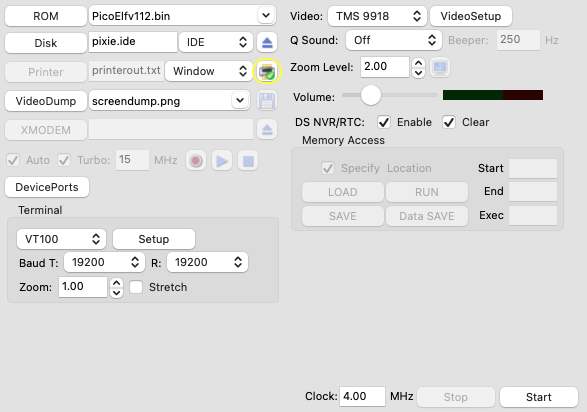 ROM PicoElfv112.bin
Disk pixie.ide IDE
Printer printerout.txt Window
VideoDump screendump.png
XMODEM
Auto Turbo: 15 MHz
DevicePorts
Terminal
VT100 Setup
Baud T: 19200 R: 19200
Zoom: 1.00 Stretch
Video: TMS 9918 VideoSetup
Q Sound: Off Beeper: 250 Hz
Zoom Level: 2.00
Volume:
DS NVR/RTC: Enable Clear
Memory Access
Specify Location Start
LOAD RUN End
SAVE Data SAVE Exec
Clock: 4.00 MHz Stop Start